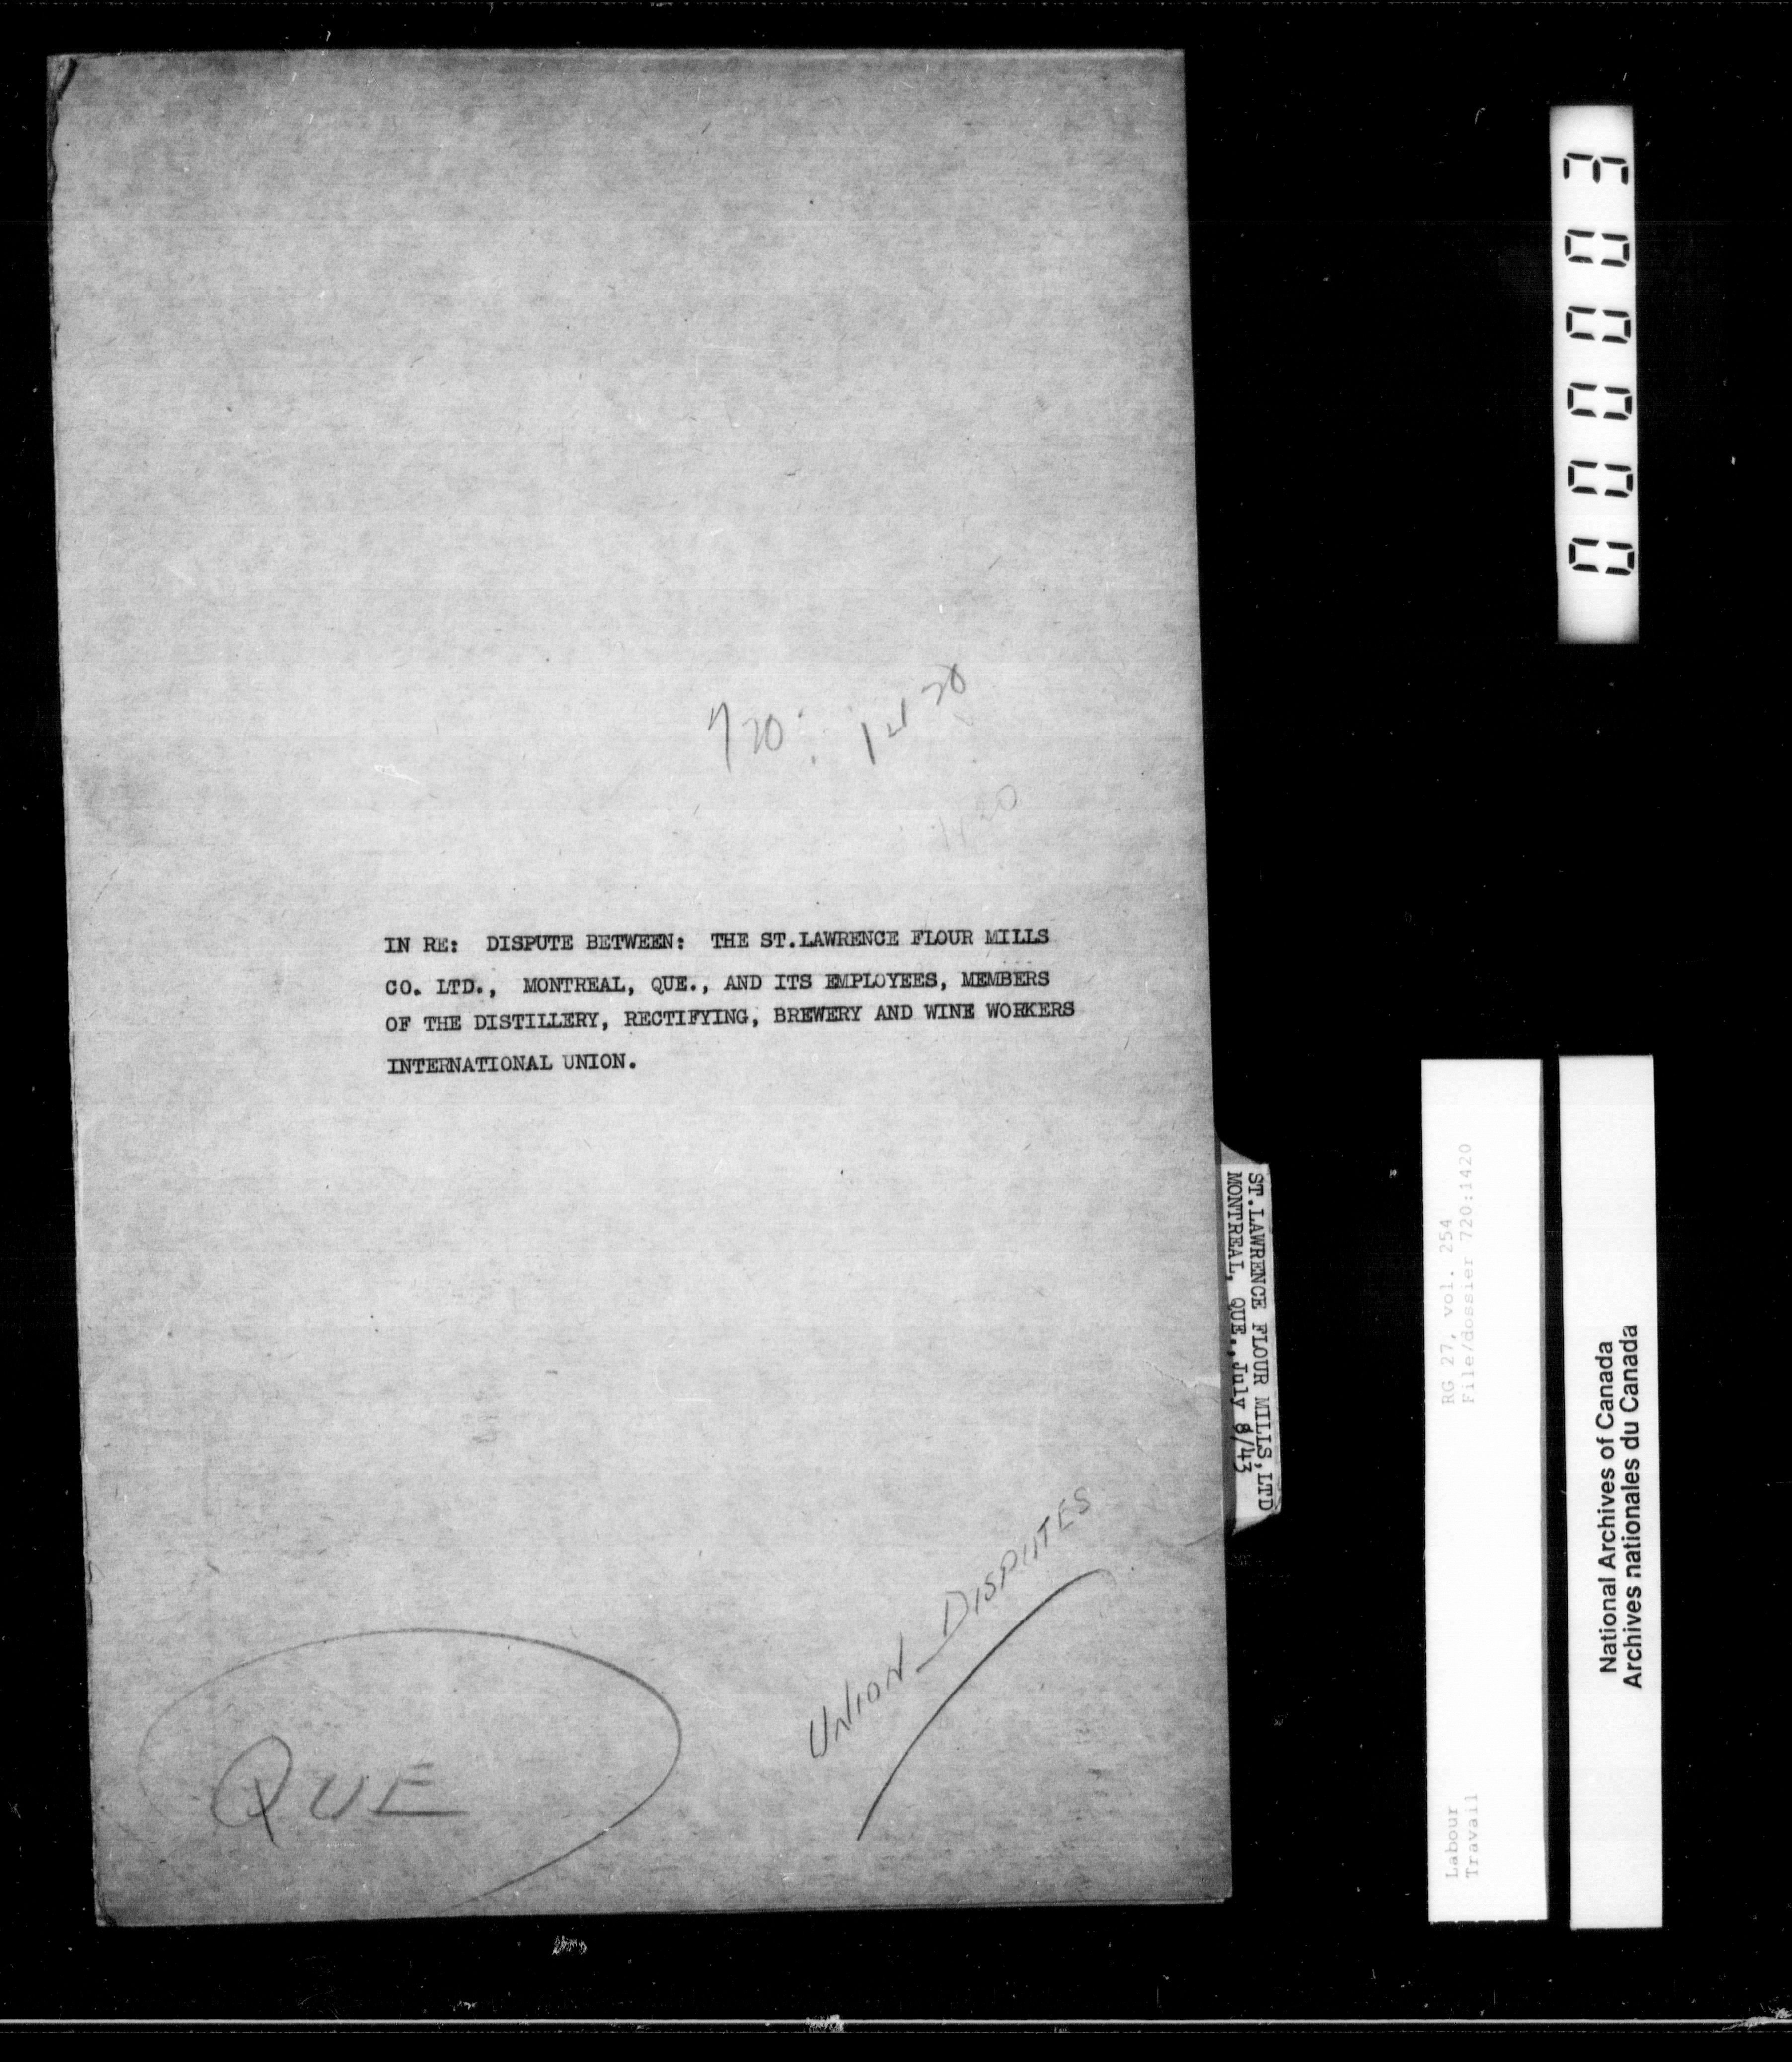 720: 1420
1420
IN RE: DISPUTE BETWEEN: THE ST.LAWRENCE FLOUR MILLS
CO. LTD., MONTREAL, QUE., AND ITS EMPLOYEES, MEMBERS
OF THE DISTILLERY, RECTIFYING, BREWERY AND WINE WORKERS
INTERNATIONAL UNION.
UNION DISPUTES
QUE
ST.LAWRENCE FLOUR MILLS,LTD
MONTREAL, QUE., July 8/43
000003
RG 27, vol. 254
File/dossier 720:1420
Labour
Travail
National Archives of Canada
Archives nationales du Canada